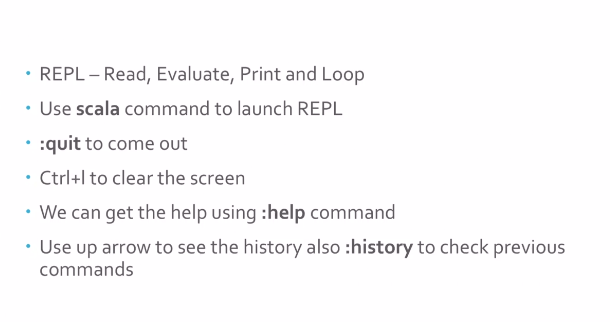 • REPL – Read, Evaluate, Print and Loop
• Use scala command to launch REPL
• :quit to come out
• Ctrl+l to clear the screen
• We can get the help using :help command
• Use up arrow to see the history also :history to check previous
commands